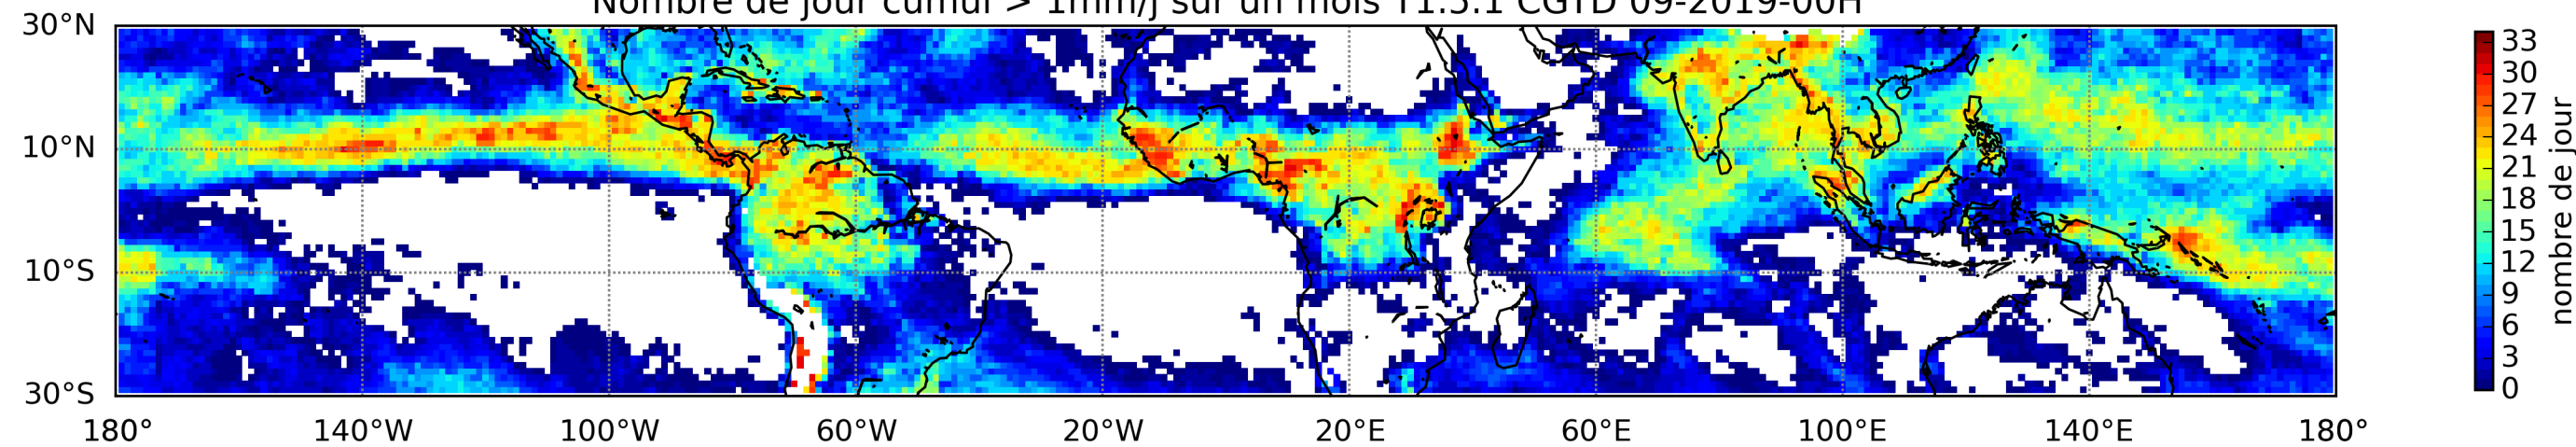 Nombre de jour cumul > 1mm/j sur un mois T1.5.1 CGTD 09-2019-00H
30°N
10°N
10°S
30°S
180° 140°W 100°W 60°W 20°W 20°E 60°E 100°E 140°E 180°
33
30
27
24
21
18
15
12
9
6
3
0
nombre de jour